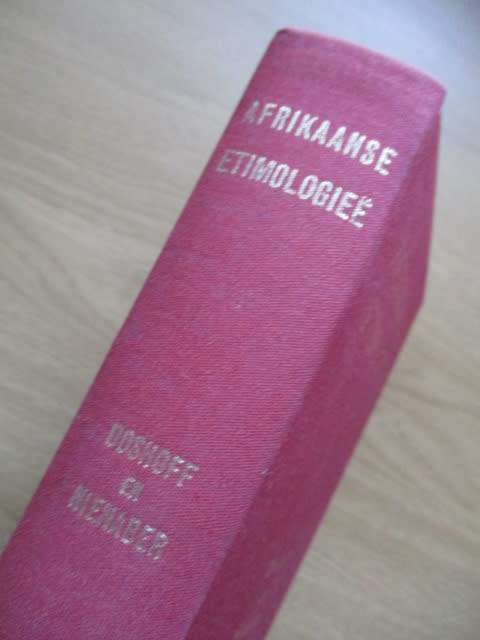 AFRIKAANSE
ETIMOLOGIEË
BOSHOFF
EN
NIENABER